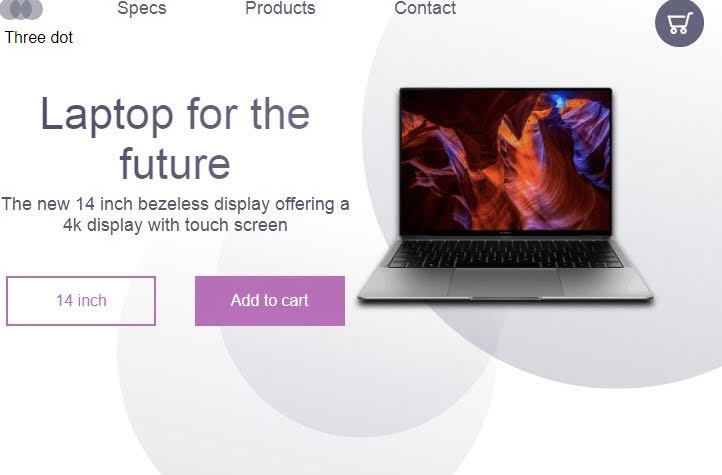 Specs Products Contact
Three dot
Laptop for the
future
The new 14 inch bezeless display offering a
4k display with touch screen
14 inch Add to cart